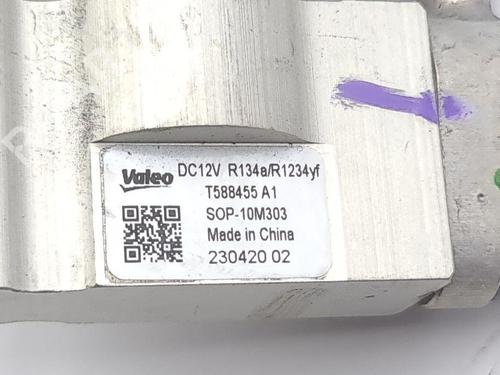 Valeo DC12V R134a/R1234yf
T588455 A1
SOP-10M303
Made in China
230420 02